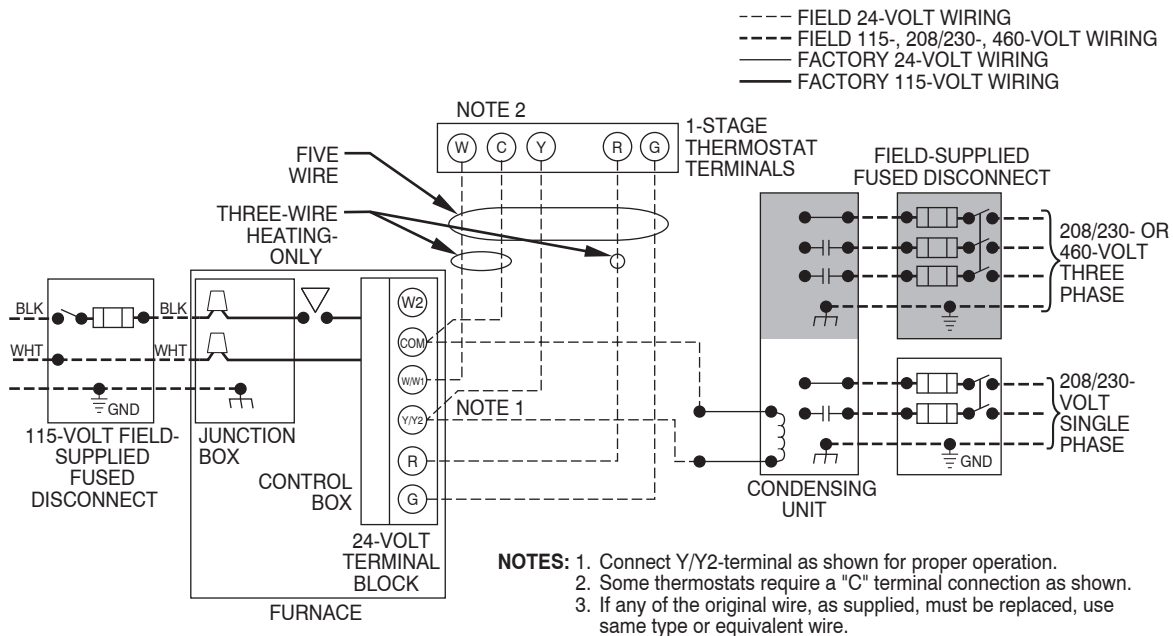 FIELD 24-VOLT WIRING
FIELD 115-, 208/230-, 460-VOLT WIRING
FACTORY 24-VOLT WIRING
FACTORY 115-VOLT WIRING
NOTE 2
W C Y R G
1-STAGE
THERMOSTAT
TERMINALS
FIVE
WIRE
THREE-WIRE
HEATING-
ONLY
FIELD-SUPPLIED
FUSED DISCONNECT
208/230- OR
460-VOLT
THREE
PHASE
BLK
BLK
WHT
WHT
GND
115-VOLT FIELD-
SUPPLIED
FUSED
DISCONNECT
JUNCTION
BOX
CONTROL
BOX
W2
COM
W/W1
Y/Y2
R
G
NOTE 1
24-VOLT
TERMINAL
BLOCK
FURNACE
208/230-
VOLT
SINGLE
PHASE
GND
CONDENSING
UNIT
NOTES: 1. Connect Y/Y2-terminal as shown for proper operation.
2. Some thermostats require a "C" terminal connection as shown.
3. If any of the original wire, as supplied, must be replaced, use
same type or equivalent wire.